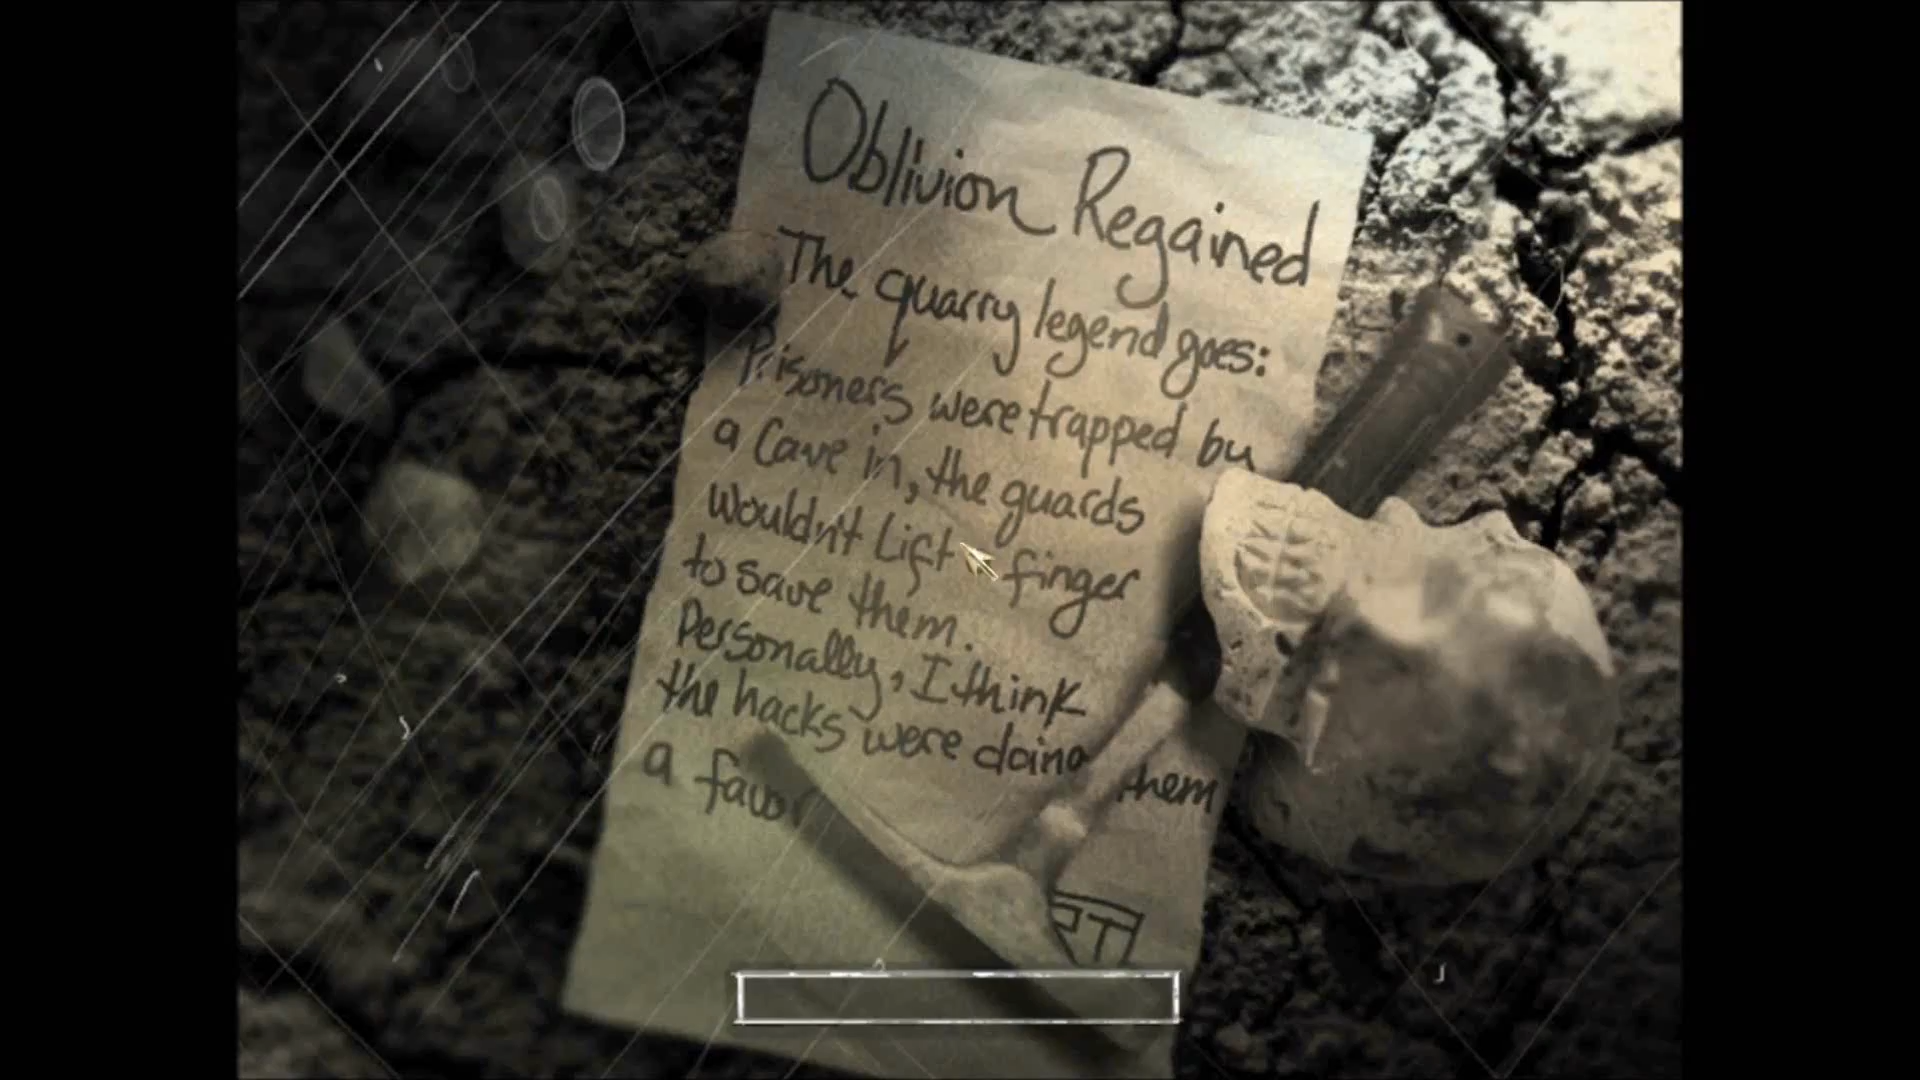 Oblivion Regained
The quarry legend goes:
Prisoners were trapped by
a Cave in, the guards
wouldn't Lift finger
to save them.
Personally, I think
the hacks were doing them
a favor
RT